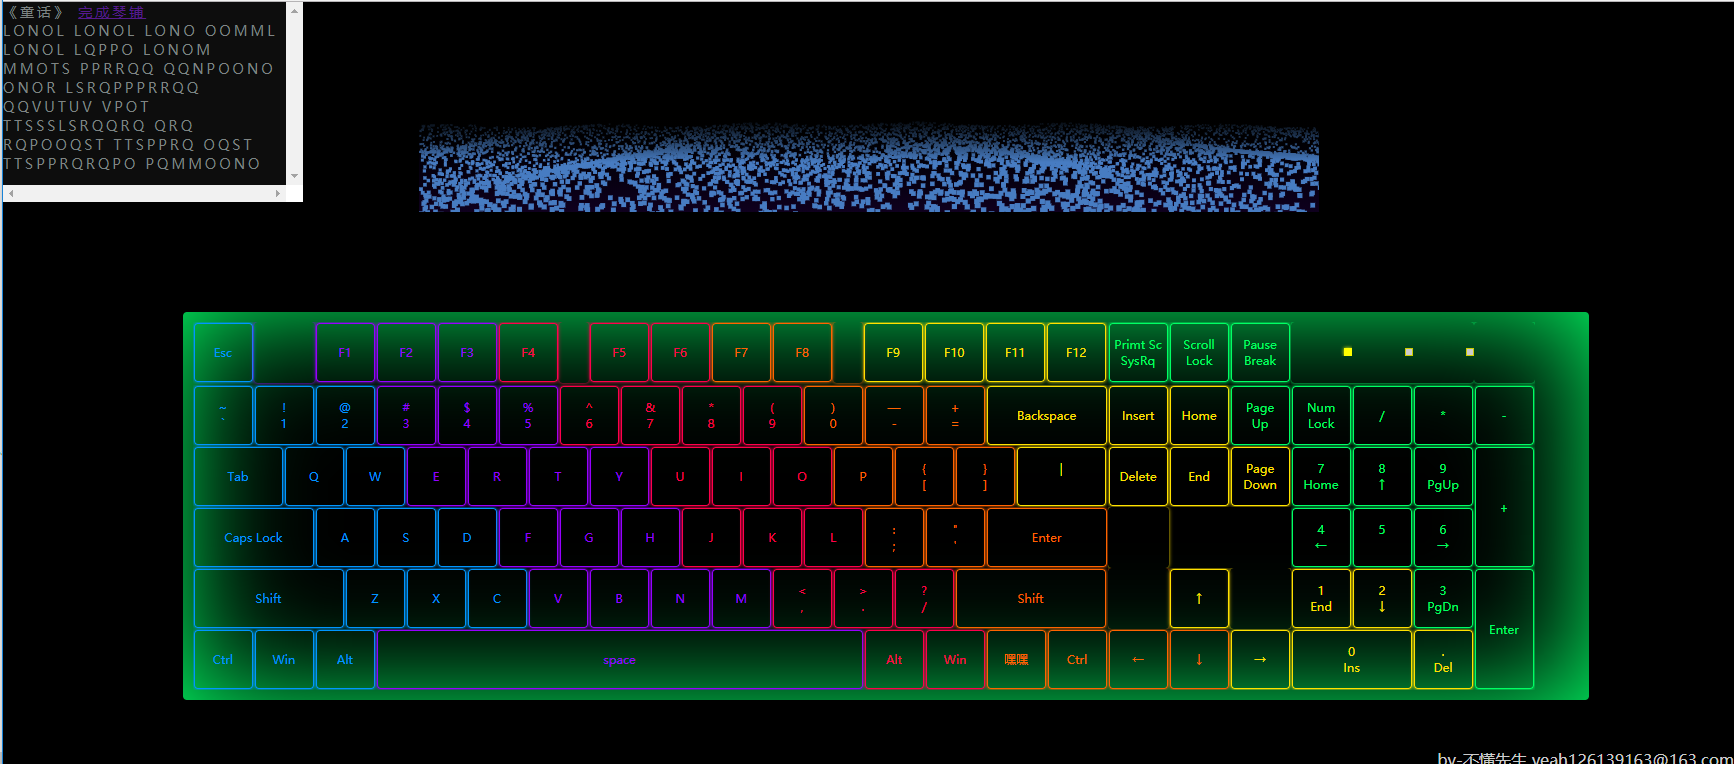 《童话》 完成琴铺
LONOL LONOL LONO OOMML
LONOL LQPPO LONOM
MMOTS PPRRQQ QQNPOONO
ONOR LSRQPPPRRQQ
QQVUTUV VPOT
TTSSSLSRQQRQ QRQ
RQPOOQST TTSPPRQ OQST
TTSPPRQRQPO PQMMOONO
Esc F1 F2 F3 F4 F5 F6 F7 F8 F9 F10 F11 F12 Primt Sc Scroll Pause
SysRq Lock Break
~ ! @ # $ % ^ & * ( ) — + Backspace Insert Home Page Num / * -
` 1 2 3 4 5 6 7 8 9 0 - = Up Lock
Tab Q W E R T Y U I O P { } | Delete End Page 7 8 9
[ ] Down Home ↑ PgUp
+
Caps Lock A S D F G H J K L : " Enter 4 5 6
; ' ← →
Shift Z X C V B N M < > ? Shift ↑ 1 2 3
, . / End ↓ PgDn
Enter
Ctrl Win Alt space Alt Win 嘿嘿 Ctrl ← ↓ → 0 .
Ins Del
by-不懂先生 yeah126139163@163.com